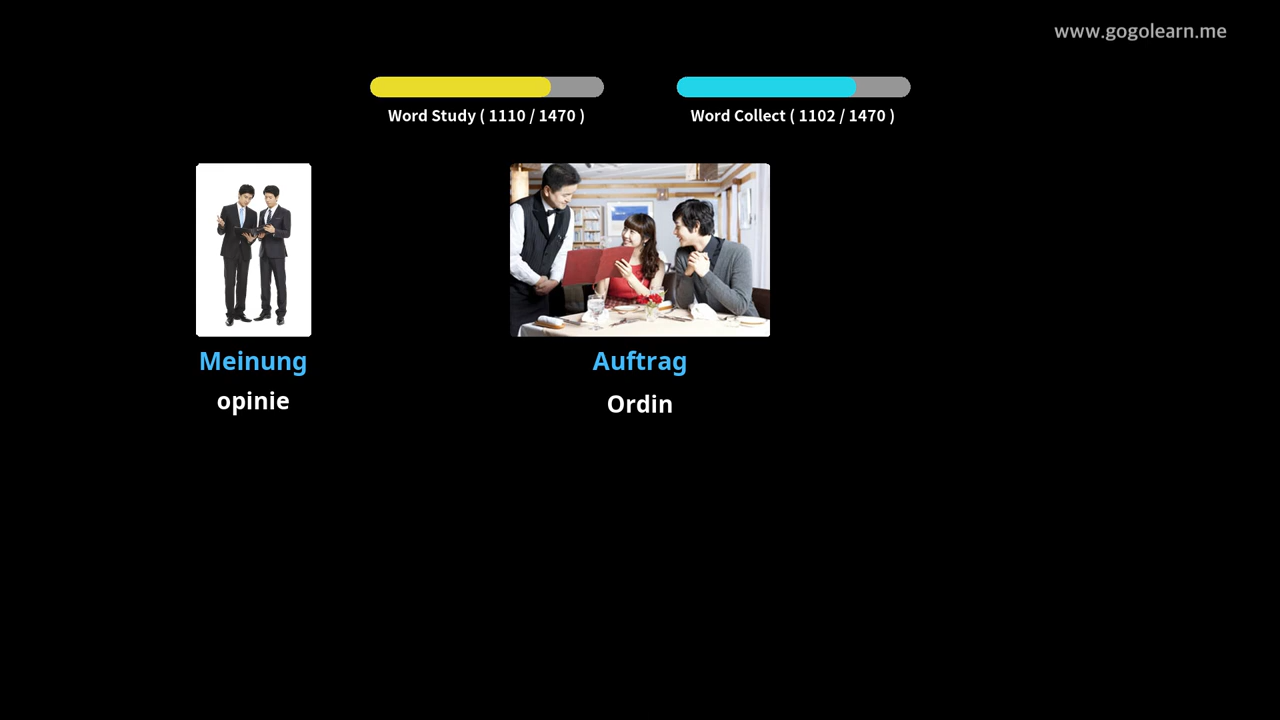 www.gogolearn.me
Word Study ( 1110 / 1470 )
Word Collect ( 1102 / 1470 )
Meinung
opinie
Auftrag
Ordin